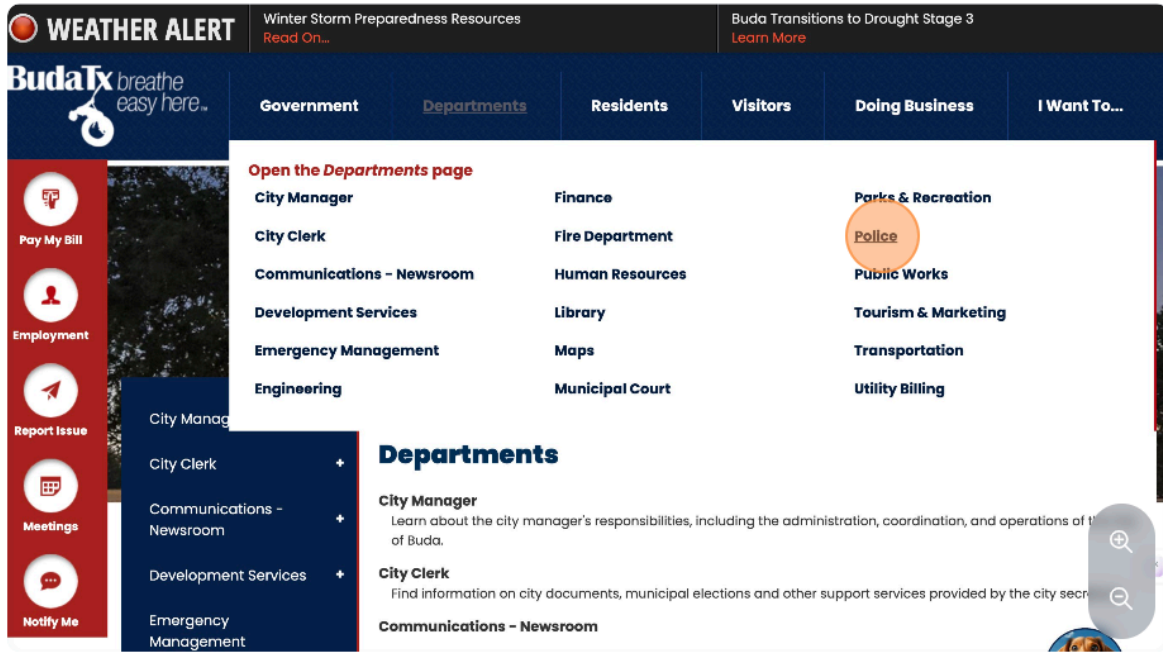 WEATHER ALERT
Winter Storm Preparedness Resources
Read On...
Buda Transitions to Drought Stage 3
Learn More
BudaTx breathe
easy here.™
Government
Departments
Residents
Visitors
Doing Business
I Want To...
Open the Departments page
City Manager
Finance
Parks & Recreation
City Clerk
Fire Department
Police
Communications - Newsroom
Human Resources
Public Works
Development Services
Library
Tourism & Marketing
Emergency Management
Maps
Transportation
Engineering
Municipal Court
Utility Billing
Pay My Bill
Employment
Report Issue
Meetings
Notify Me
City Manag
City Clerk +
Communications -
Newsroom +
Development Services +
Emergency
Management
Departments
City Manager
Learn about the city manager's responsibilities, including the administration, coordination, and operations of
of Buda.
City Clerk
Find information on city documents, municipal elections and other support services provided by the city secr
Communications - Newsroom